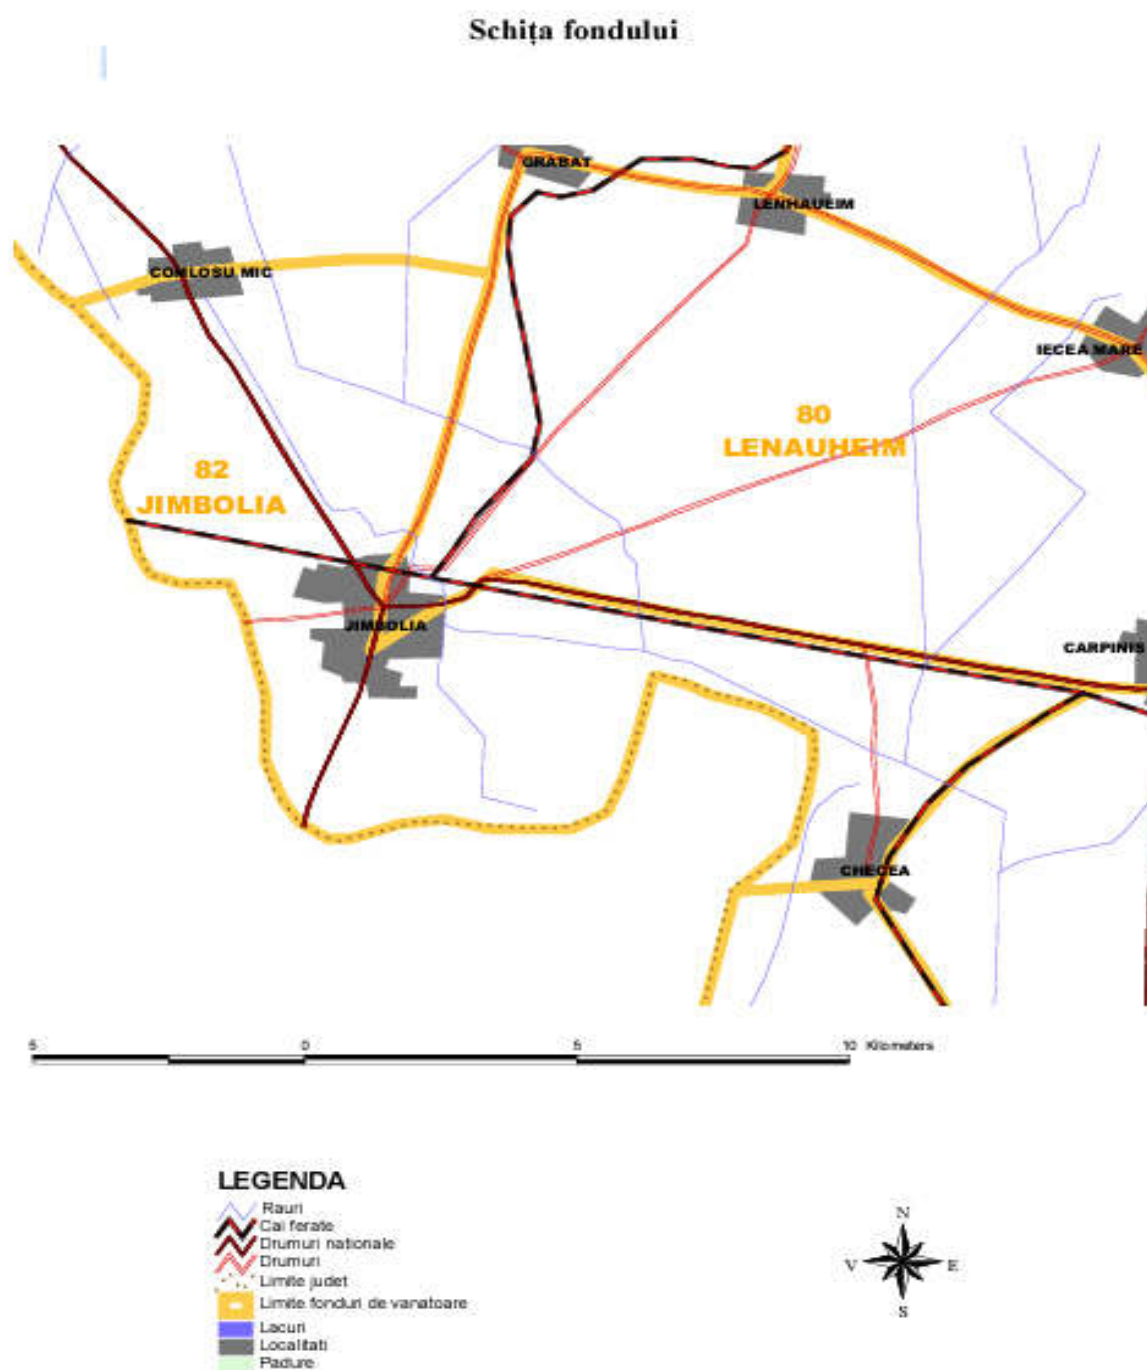 Schița fondului
GRABAT
LENHAUEIM
COMLOSU MIC
IECEA MARE
80
LENAUHEIM
82
JIMBOLIA
JIMBOLIA
CARPINIS
CHECEA
5 0 5 10 Kilometers
LEGENDA
Rauri
Cai ferate
Drumuri nationale
Drumuri
Limite judet
Limite fonduri de vanatoare
Lacuri
Localitati
Padure
N
V E
S